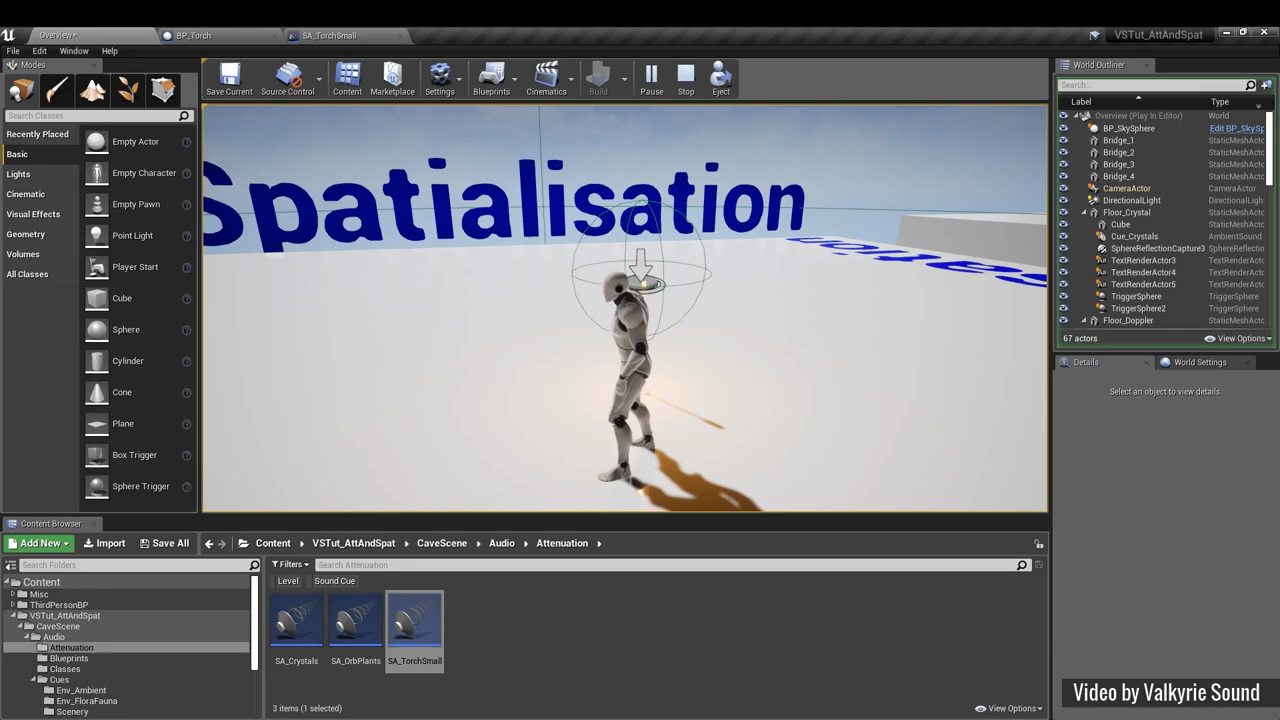 Overview*
BP_Torch
SA_TorchSmall
VSTut_AttAndSpat
File
Edit
Window
Help
Modes
Search Classes
Recently Placed
Basic
Lights
Cinematic
Visual Effects
Geometry
Volumes
All Classes
Empty Actor
Empty Character
Empty Pawn
Point Light
Player Start
Cube
Sphere
Cylinder
Cone
Plane
Box Trigger
Sphere Trigger
Save Current
Source Control
Content
Marketplace
Settings
Blueprints
Cinematics
Build
Pause
Stop
Eject
Spatialisation
World Outliner
Search...
Label
Type
Overview (Play In Editor) World
BP_SkySphere Edit BP_SkySp
Bridge_1 StaticMeshActo
Bridge_2 StaticMeshActo
Bridge_3 StaticMeshActo
Bridge_4 StaticMeshActo
CameraActor CameraActor
DirectionalLight DirectionalLight
Floor_Crystal StaticMeshActo
Cube StaticMeshActo
Cue_Crystals AmbientSound
SphereReflectionCapture3 SphereReflecti
TextRenderActor3 TextRenderActo
TextRenderActor4 TextRenderActo
TextRenderActor5 TextRenderActo
TriggerSphere TriggerSphere
TriggerSphere2 TriggerSphere
Floor_Doppler StaticMeshActo
67 actors
View Options
Details
World Settings
Select an object to view details.
Content Browser
Add New
Import
Save All
Content
VSTut_AttAndSpat
CaveScene
Audio
Attenuation
Search Folders
Content
Misc
ThirdPersonBP
VSTut_AttAndSpat
CaveScene
Audio
Attenuation
Blueprints
Classes
Cues
Env_Ambient
Env_FloraFauna
Scenery
Filters
Search Attenuation
Level
Sound Cue
SA_Crystals
SA_OrbPlants
SA_TorchSmall
3 items (1 selected)
View Options
Video by Valkyrie Sound